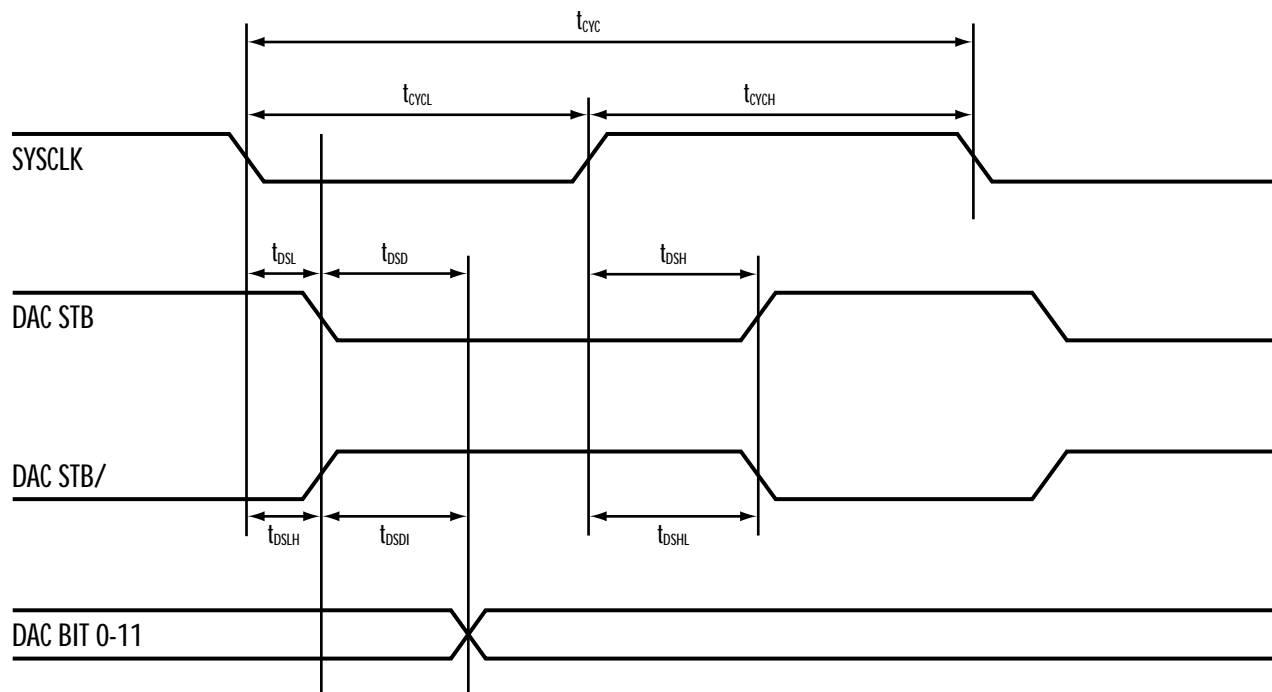 tCYC
tCYCL tCYCH
SYSCLK
tDSL tDSD tDSH
DAC STB
DAC STB/
tDSLH tDSDI tDSHL
DAC BIT 0-11